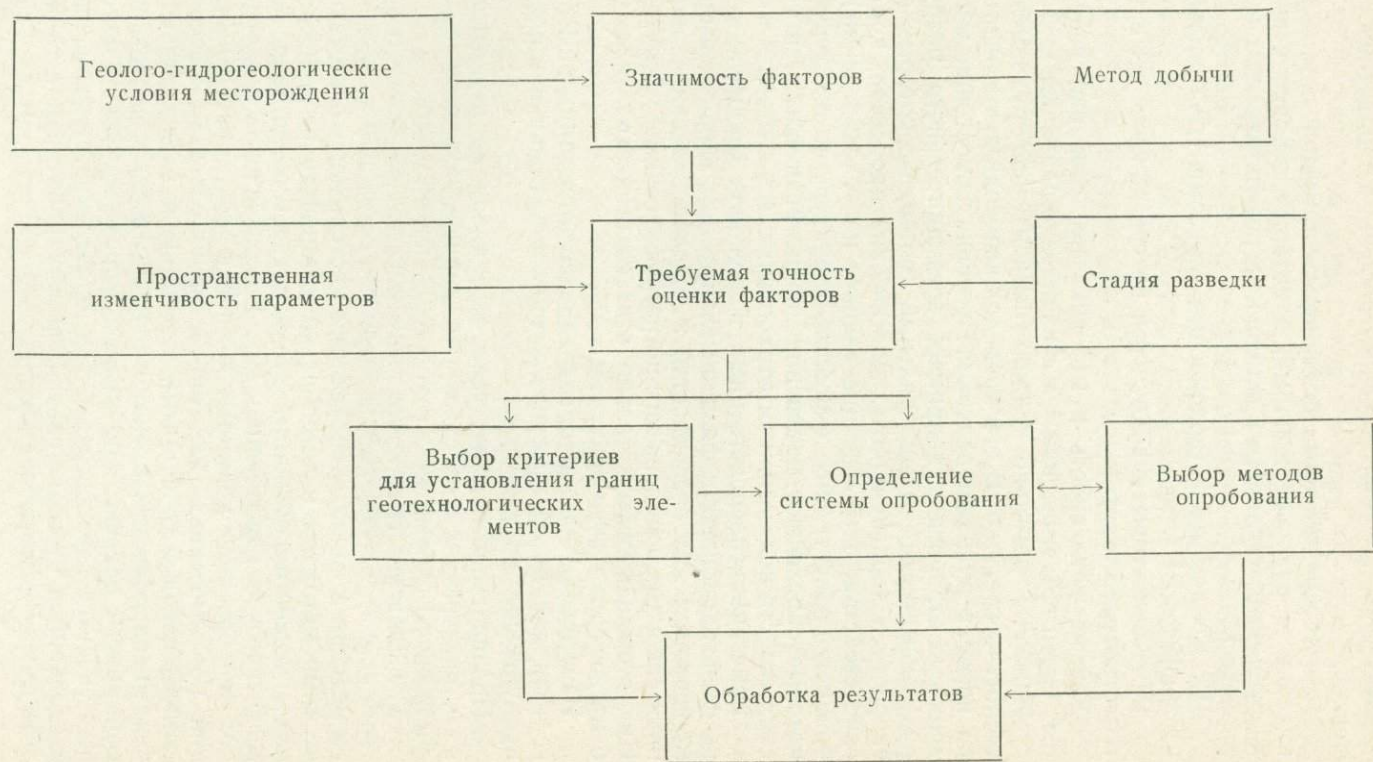 Геолого-гидрогеологические
условия месторождения
Значимость факторов
Метод добычи
Пространственная
изменчивость параметров
Требуемая точность
оценки факторов
Стадия разведки
Выбор критериев
для установления границ
геотехнологических эле-
ментов
Определение
системы опробования
Выбор методов
опробования
Обработка результатов